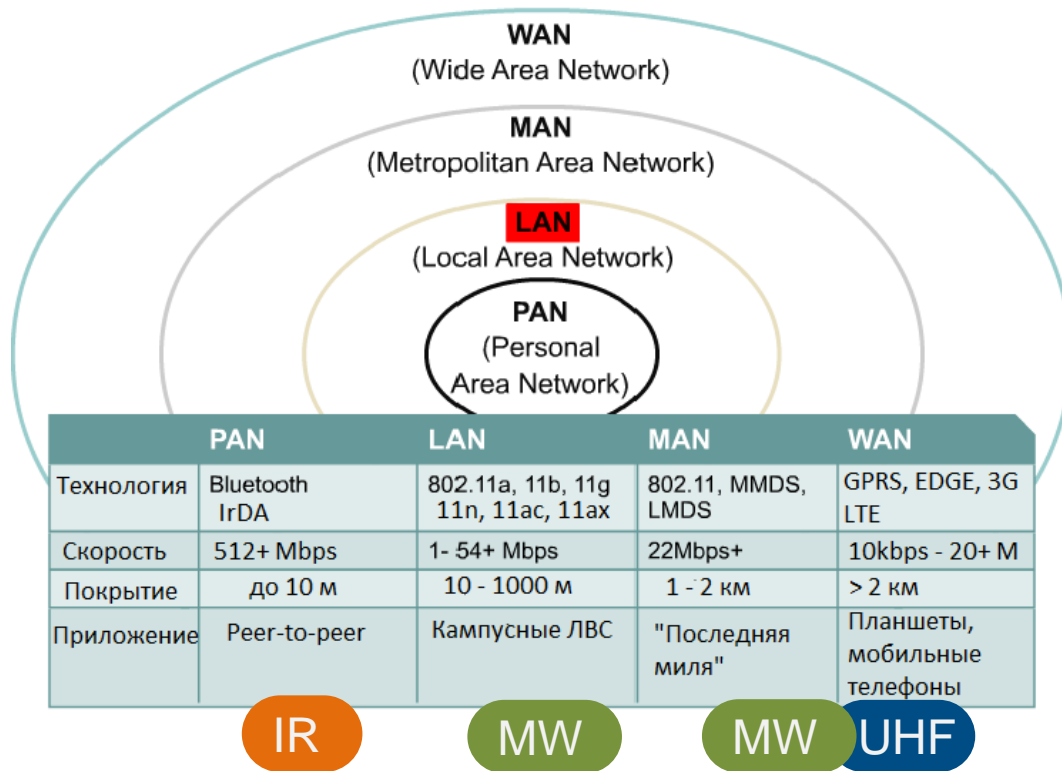 WAN
(Wide Area Network)
MAN
(Metropolitan Area Network)
LAN
(Local Area Network)
PAN
(Personal
Area Network)
PAN LAN MAN WAN
Технология Bluetooth IrDA 802.11a, 11b, 11g 11n, 11ac, 11ax 802.11, MMDS, LMDS GPRS, EDGE, 3G LTE
Скорость 512+ Mbps 1- 54+ Mbps 22Mbps+ 10kbps - 20+ M
Покрытие до 10 м 10 - 1000 м 1 - 2 км > 2 км
Приложение Peer-to-peer Кампусные ЛВС "Последняя миля" Планшеты, мобильные телефоны
IR MW MW UHF